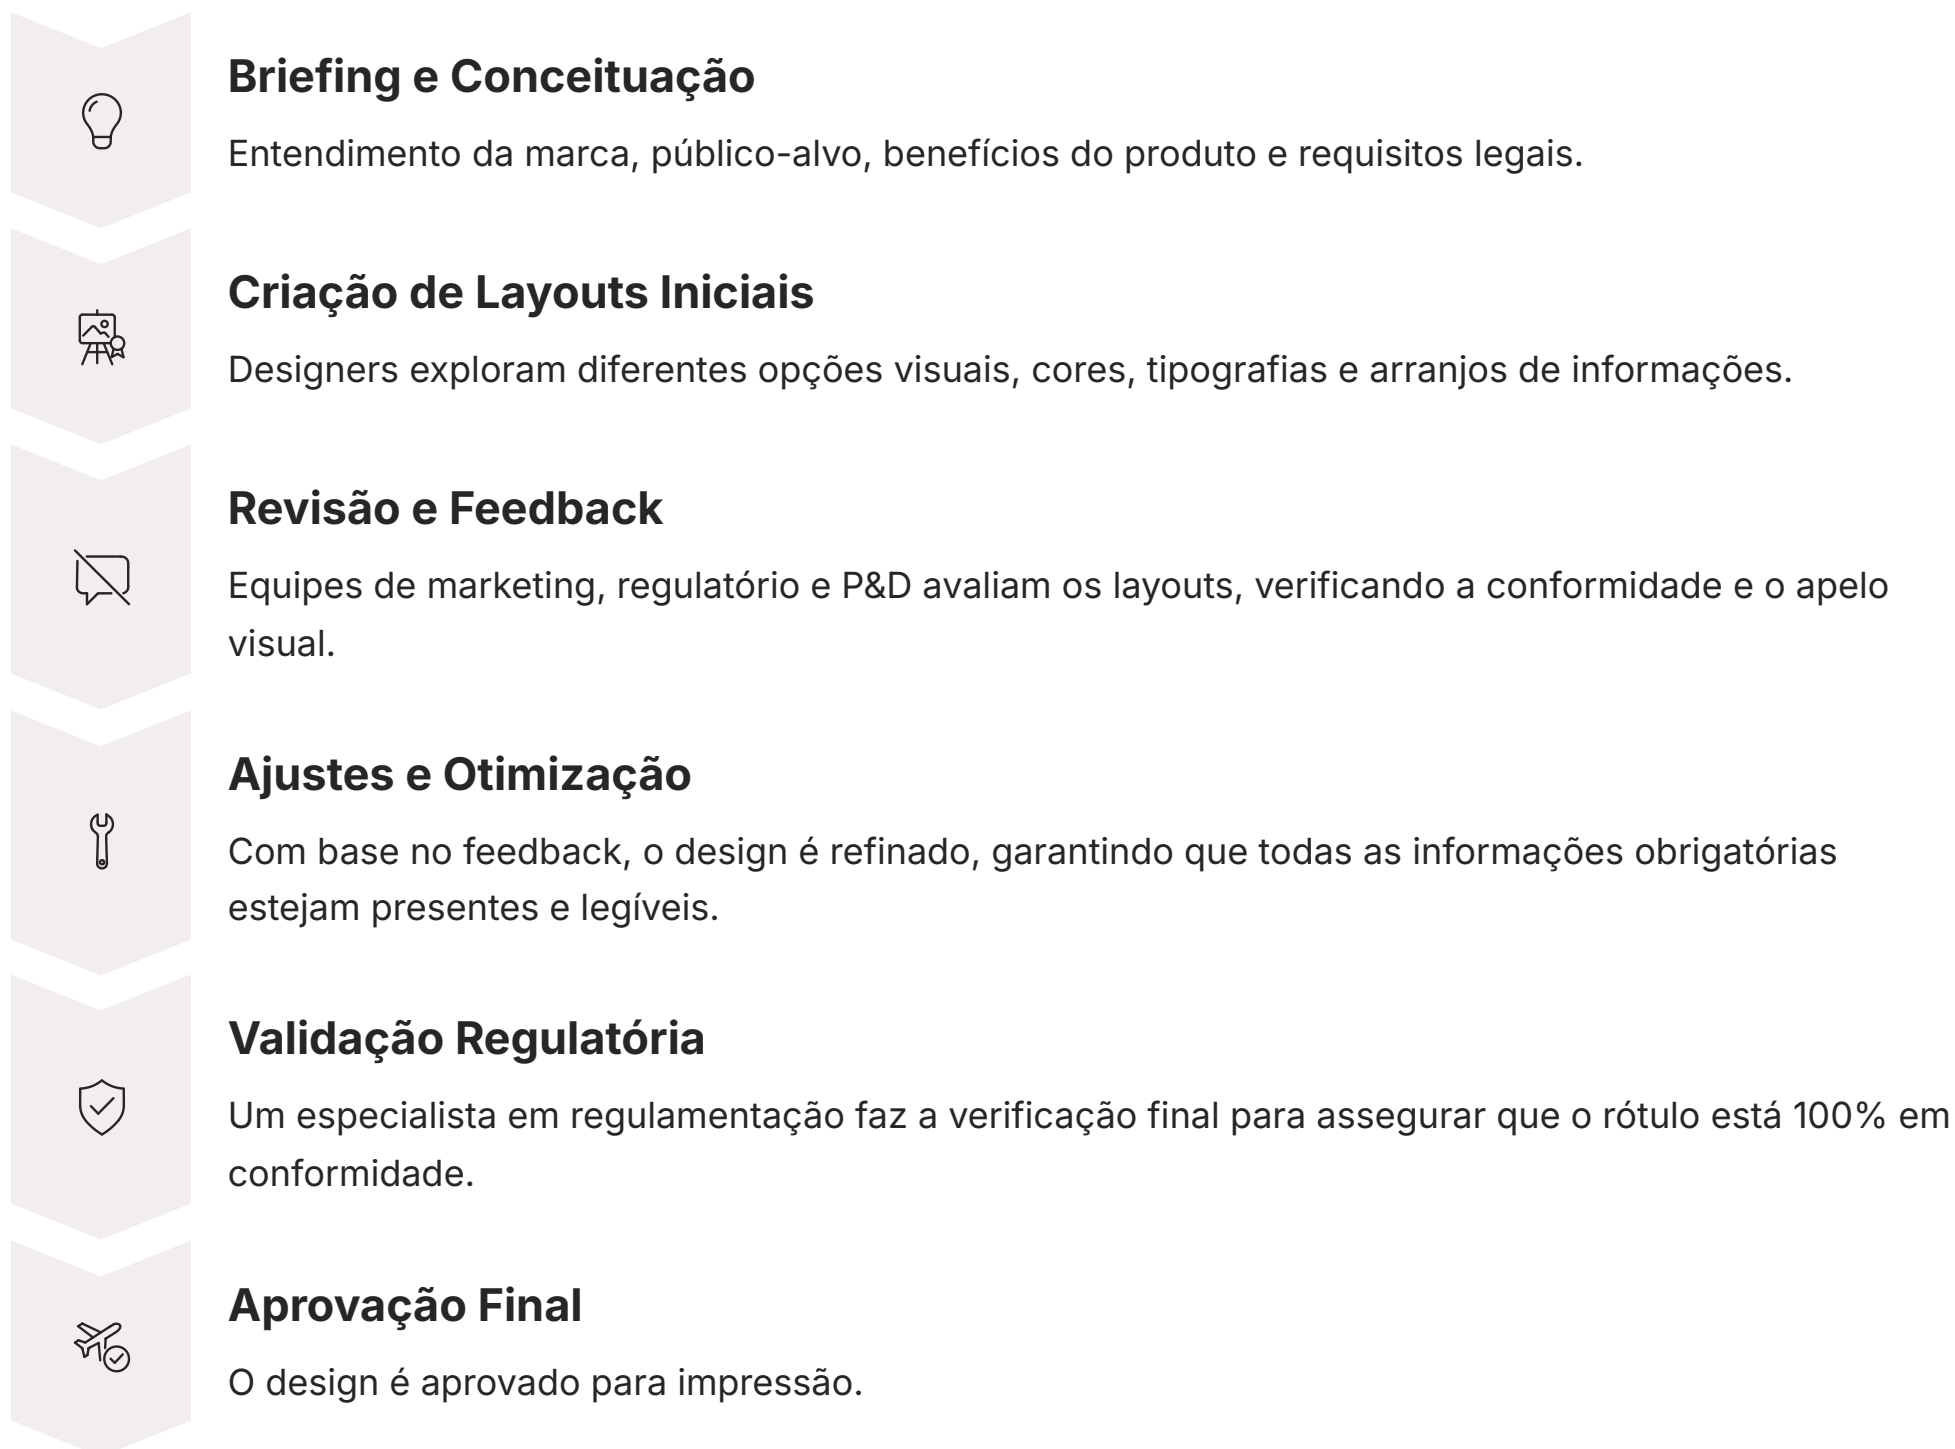 Briefing e Conceituação
Entendimento da marca, público-alvo, benefícios do produto e requisitos legais.
Criação de Layouts Iniciais
Designers exploram diferentes opções visuais, cores, tipografias e arranjos de informações.
Revisão e Feedback
Equipes de marketing, regulatório e P&D avaliam os layouts, verificando a conformidade e o apelo
visual.
Ajustes e Otimização
Com base no feedback, o design é refinado, garantindo que todas as informações obrigatórias
estejam presentes e legíveis.
Validação Regulatória
Um especialista em regulamentação faz a verificação final para assegurar que o rótulo está 100% em
conformidade.
Aprovação Final
O design é aprovado para impressão.